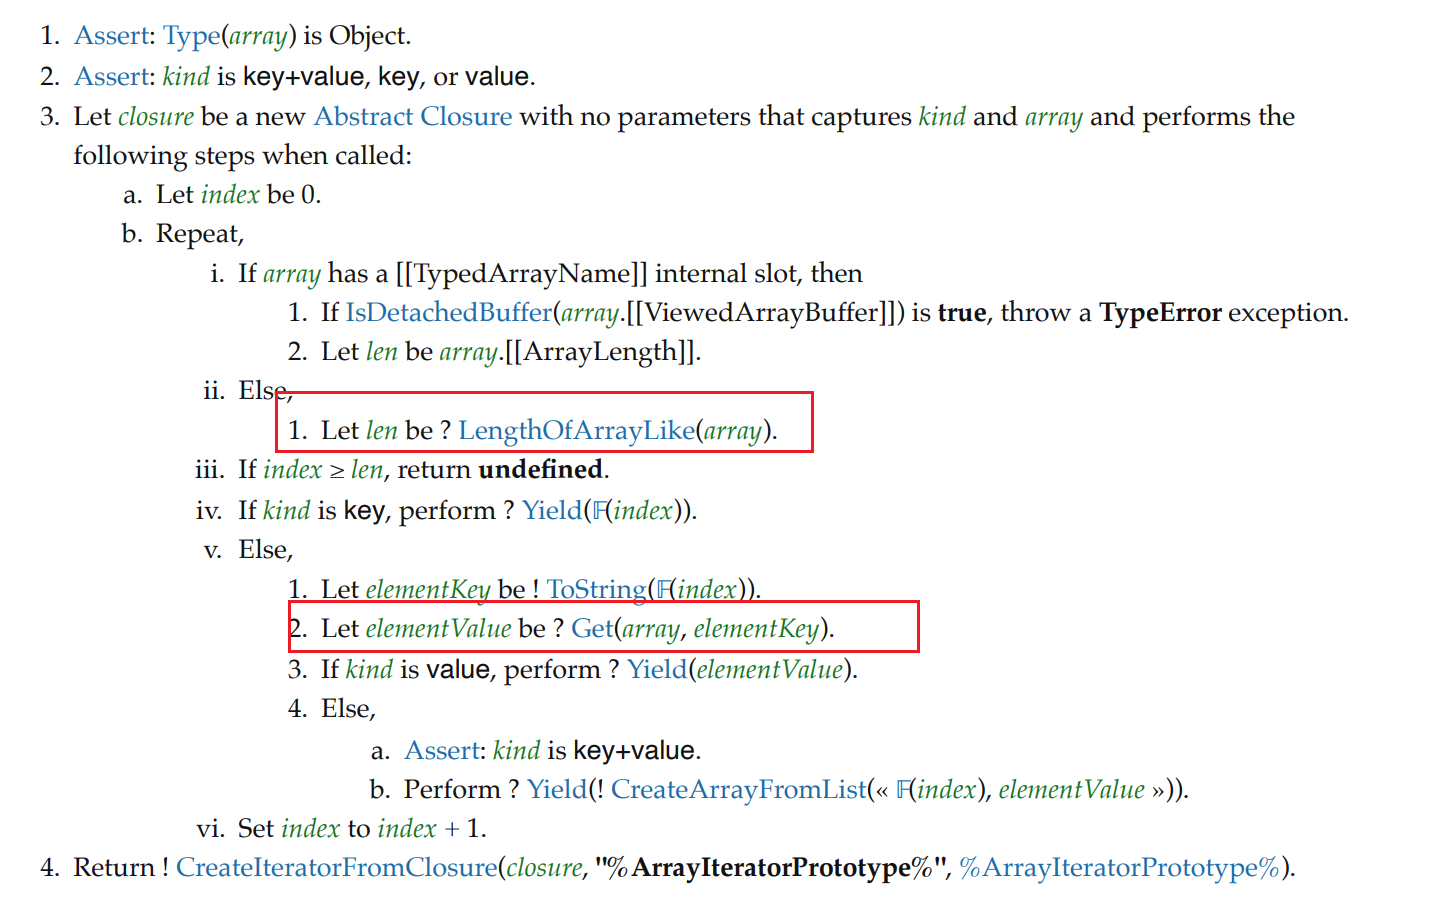 1. Assert: Type(array) is Object.
2. Assert: kind is key+value, key, or value.
3. Let closure be a new Abstract Closure with no parameters that captures kind and array and performs the
following steps when called:
a. Let index be 0.
b. Repeat,
i. If array has a [[TypedArrayName]] internal slot, then
1. If IsDetachedBuffer(array.[[ViewedArrayBuffer]]) is true, throw a TypeError exception.
2. Let len be array.[[ArrayLength]].
ii. Else,
1. Let len be ? LengthOfArrayLike(array).
iii. If index ≥ len, return undefined.
iv. If kind is key, perform ? Yield(𝔽(index)).
v. Else,
1. Let elementKey be ! ToString(𝔽(index)).
2. Let elementValue be ? Get(array, elementKey).
3. If kind is value, perform ? Yield(elementValue).
4. Else,
a. Assert: kind is key+value.
b. Perform ? Yield(! CreateArrayFromList(« 𝔽(index), elementValue »)).
vi. Set index to index + 1.
4. Return ! CreateIteratorFromClosure(closure, "%ArrayIteratorPrototype%", %ArrayIteratorPrototype%).